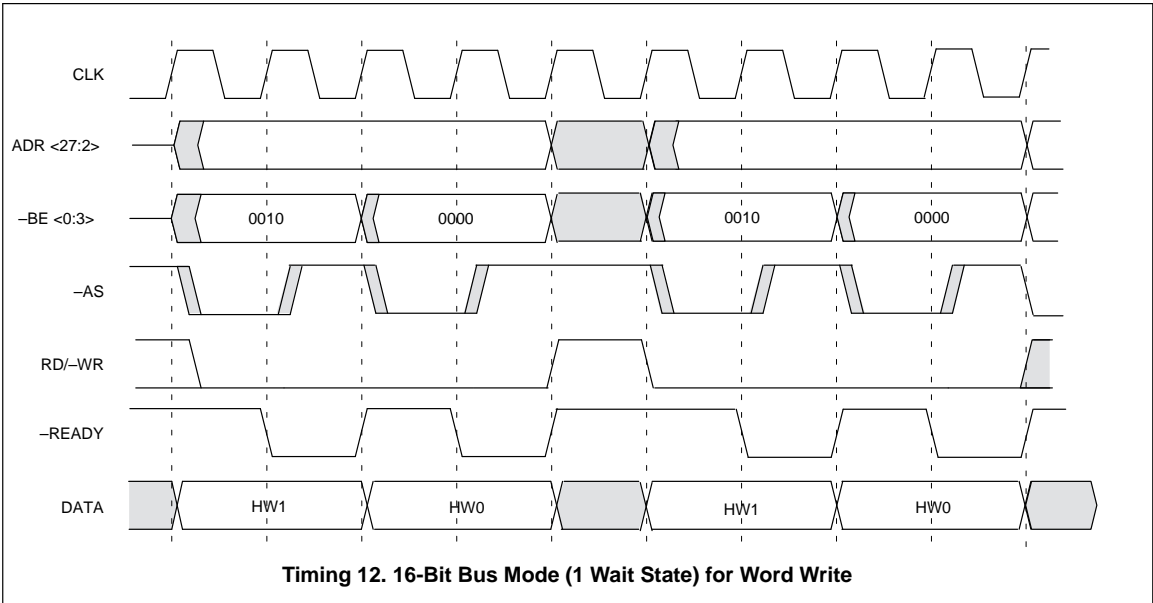 CLK
ADR <27:2>
–BE <0:3> 0010 0000 0010 0000
–AS
RD/–WR
–READY
DATA HW1 HW0 HW1 HW0
Timing 12. 16-Bit Bus Mode (1 Wait State) for Word Write